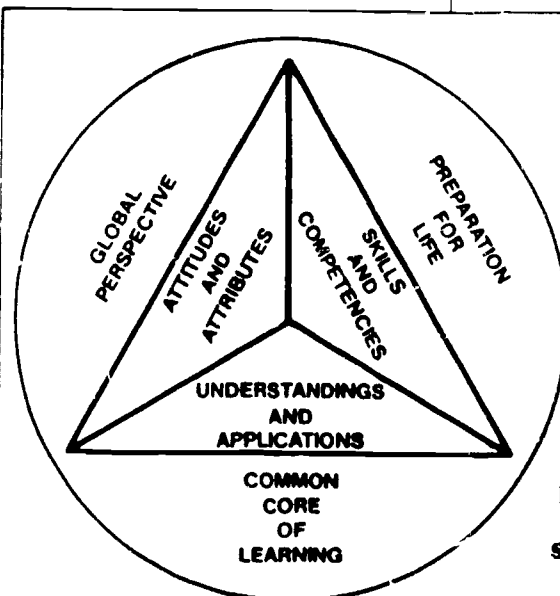 GLOBAL
PERSPECTIVE
ATTITUDES
AND
ATTRIBUTES
SKILLS
AND
COMPETENCIES
PREPARATION
FOR
LIFE
UNDERSTANDINGS
AND
APPLICATIONS
COMMON
CORE
OF
LEARNING